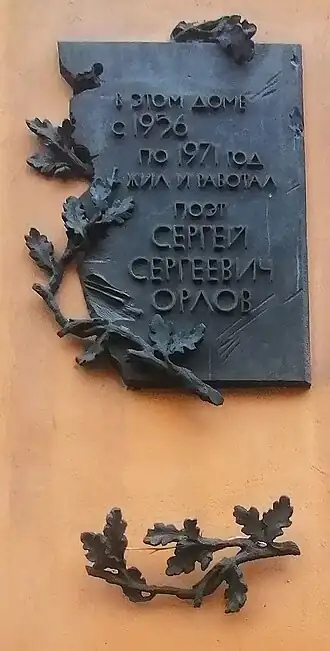 В ЭТОМ ДОМЕ
С 1956
ПО 1971 ГОД
ЖИЛ И РАБОТАЛ
ПОЭТ
СЕРГЕЙ
СЕРГЕЕВИЧ
ОРЛОВ